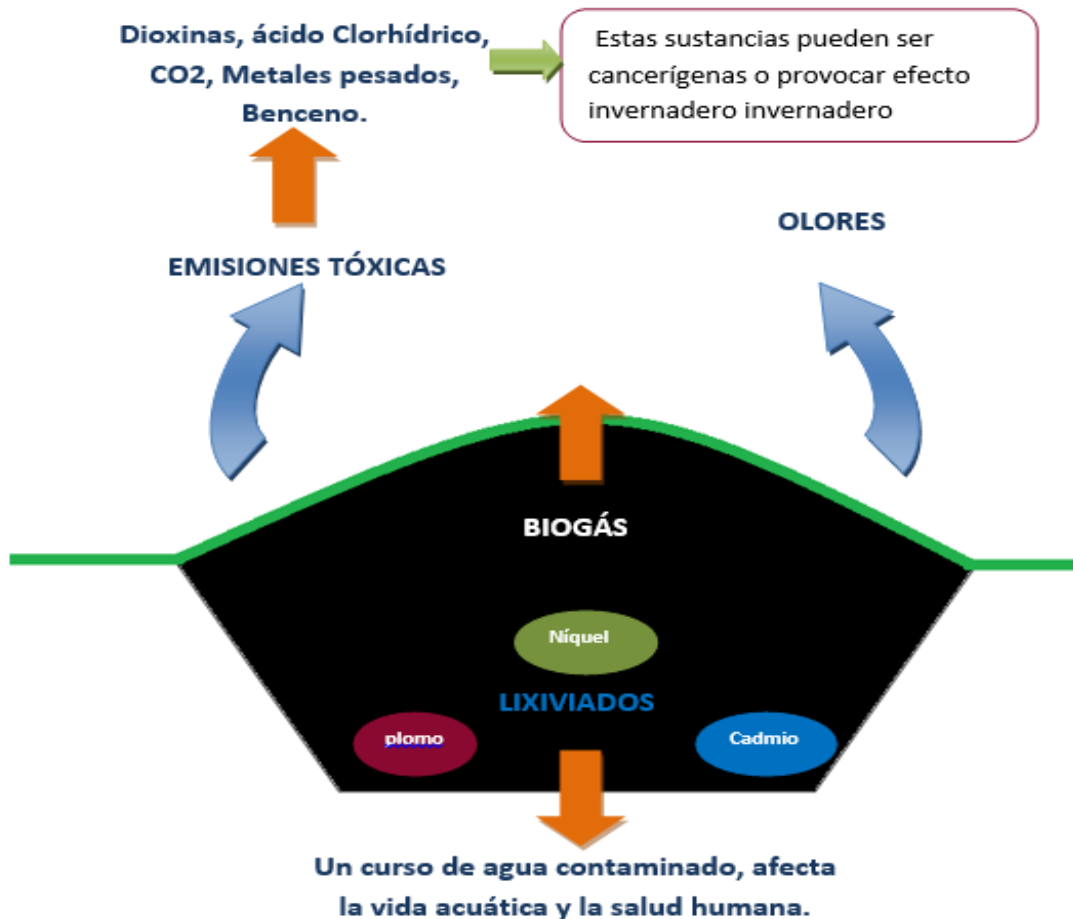 Dioxinas, ácido Clorhídrico,
CO2, Metales pesados,
Benceno.
Estas sustancias pueden ser
cancerígenas o provocar efecto
invernadero invernadero
OLORES
EMISIONES TÓXICAS
BIOGÁS
Níquel
LIXIVIADOS
plomo
Cadmio
Un curso de agua contaminado, afecta
la vida acuática y la salud humana.